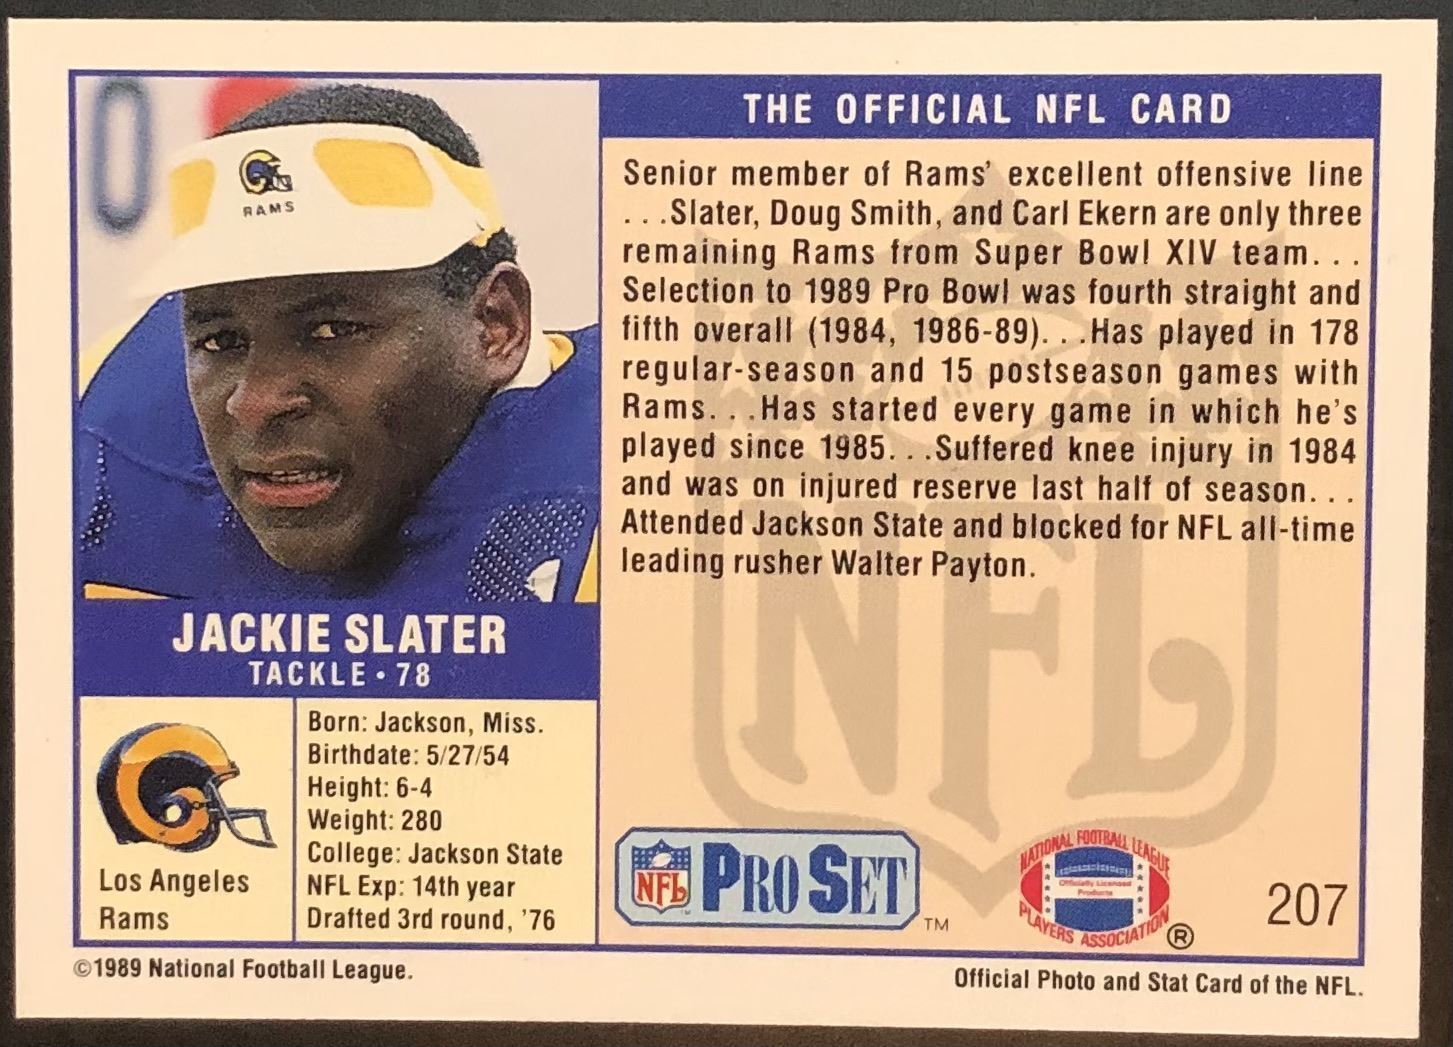 RAMS
JACKIE SLATER
TACKLE • 78
Los Angeles
Rams
Born: Jackson, Miss.
Birthdate: 5/27/54
Height: 6-4
Weight: 280
College: Jackson State
NFL Exp: 14th year
Drafted 3rd round, '76
©1989 National Football League.
THE OFFICIAL NFL CARD
Senior member of Rams' excellent offensive line
...Slater, Doug Smith, and Carl Ekern are only three
remaining Rams from Super Bowl XIV team...
Selection to 1989 Pro Bowl was fourth straight and
fifth overall (1984, 1986-89)...Has played in 178
regular-season and 15 postseason games with
Rams...Has started every game in which he's
played since 1985...Suffered knee injury in 1984
and was on injured reserve last half of season...
Attended Jackson State and blocked for NFL all-time
leading rusher Walter Payton.
NFL
NFL PRO SET ™
NATIONAL FOOTBALL LEAGUE
Officially Licensed
Products
PLAYERS ASSOCIATION ®
207
Official Photo and Stat Card of the NFL.